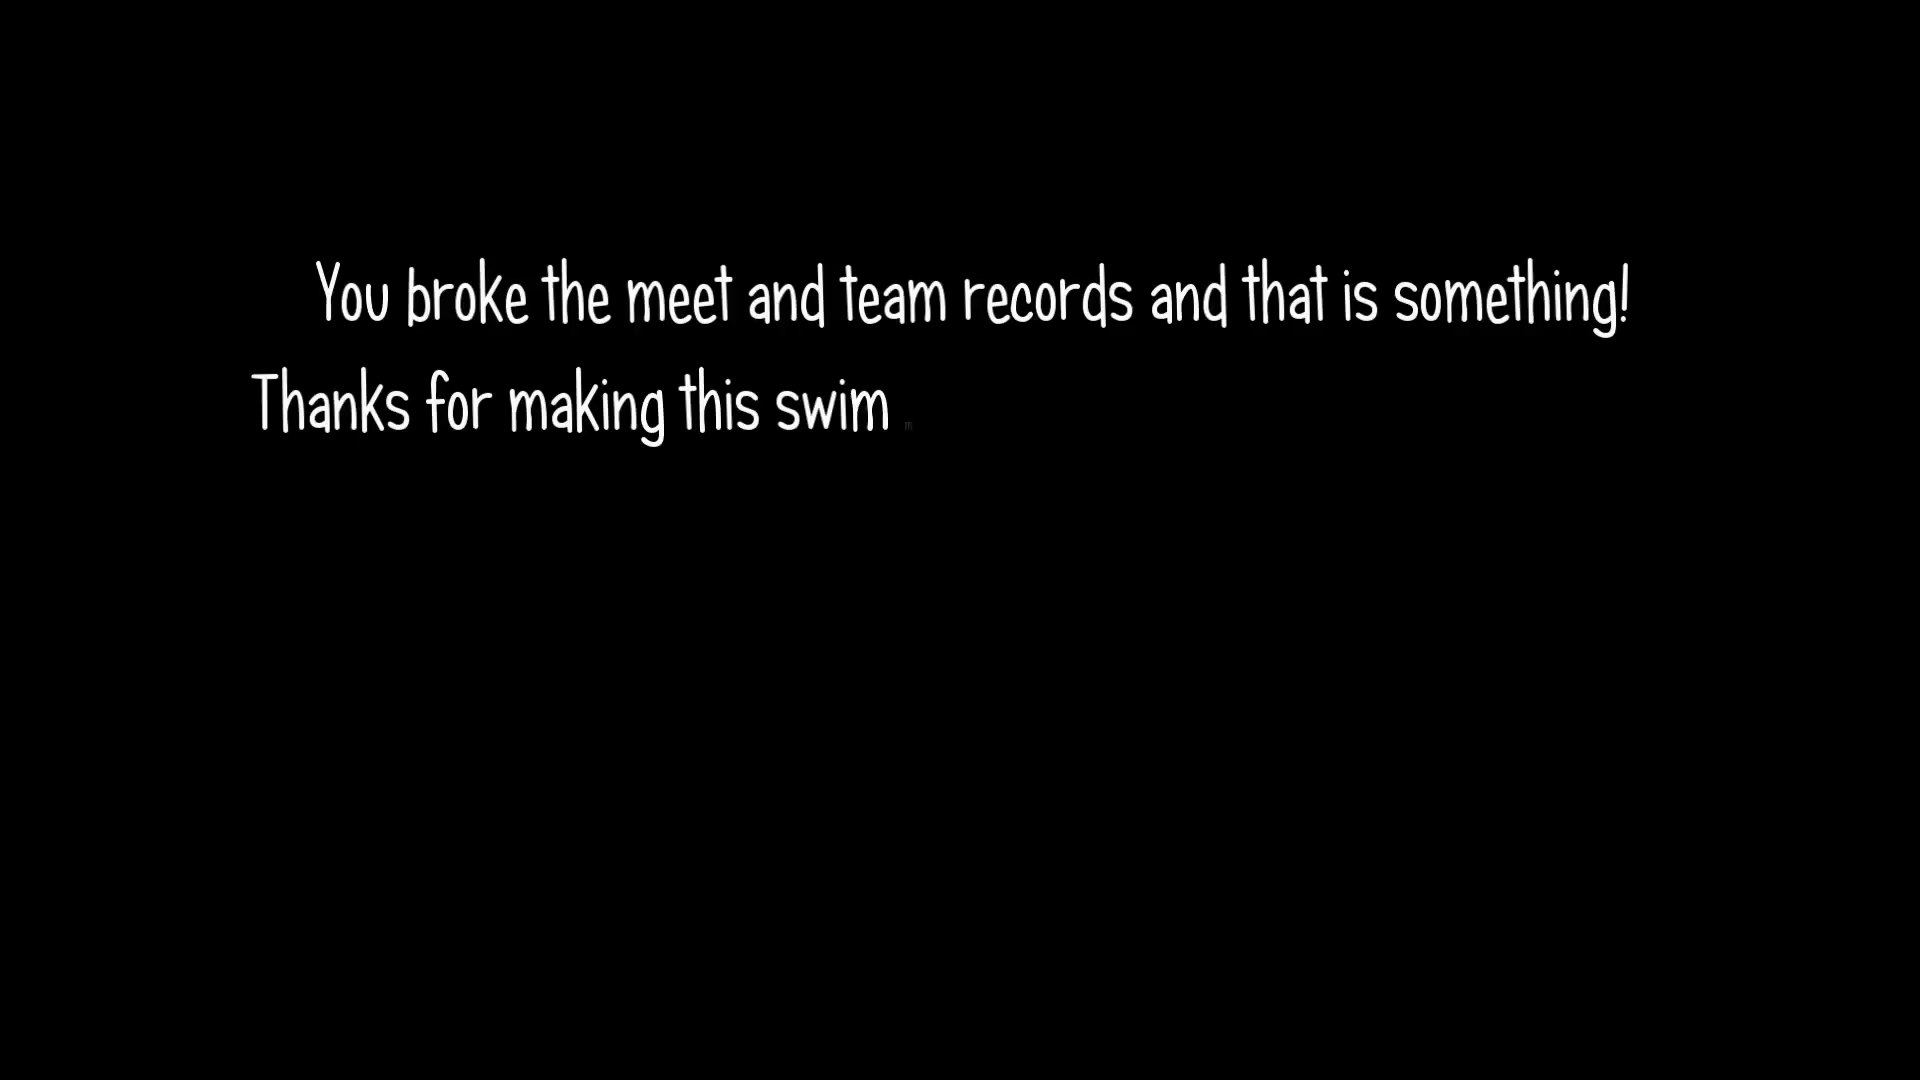 You broke the meet and team records and that is something!
Thanks for making this swim m